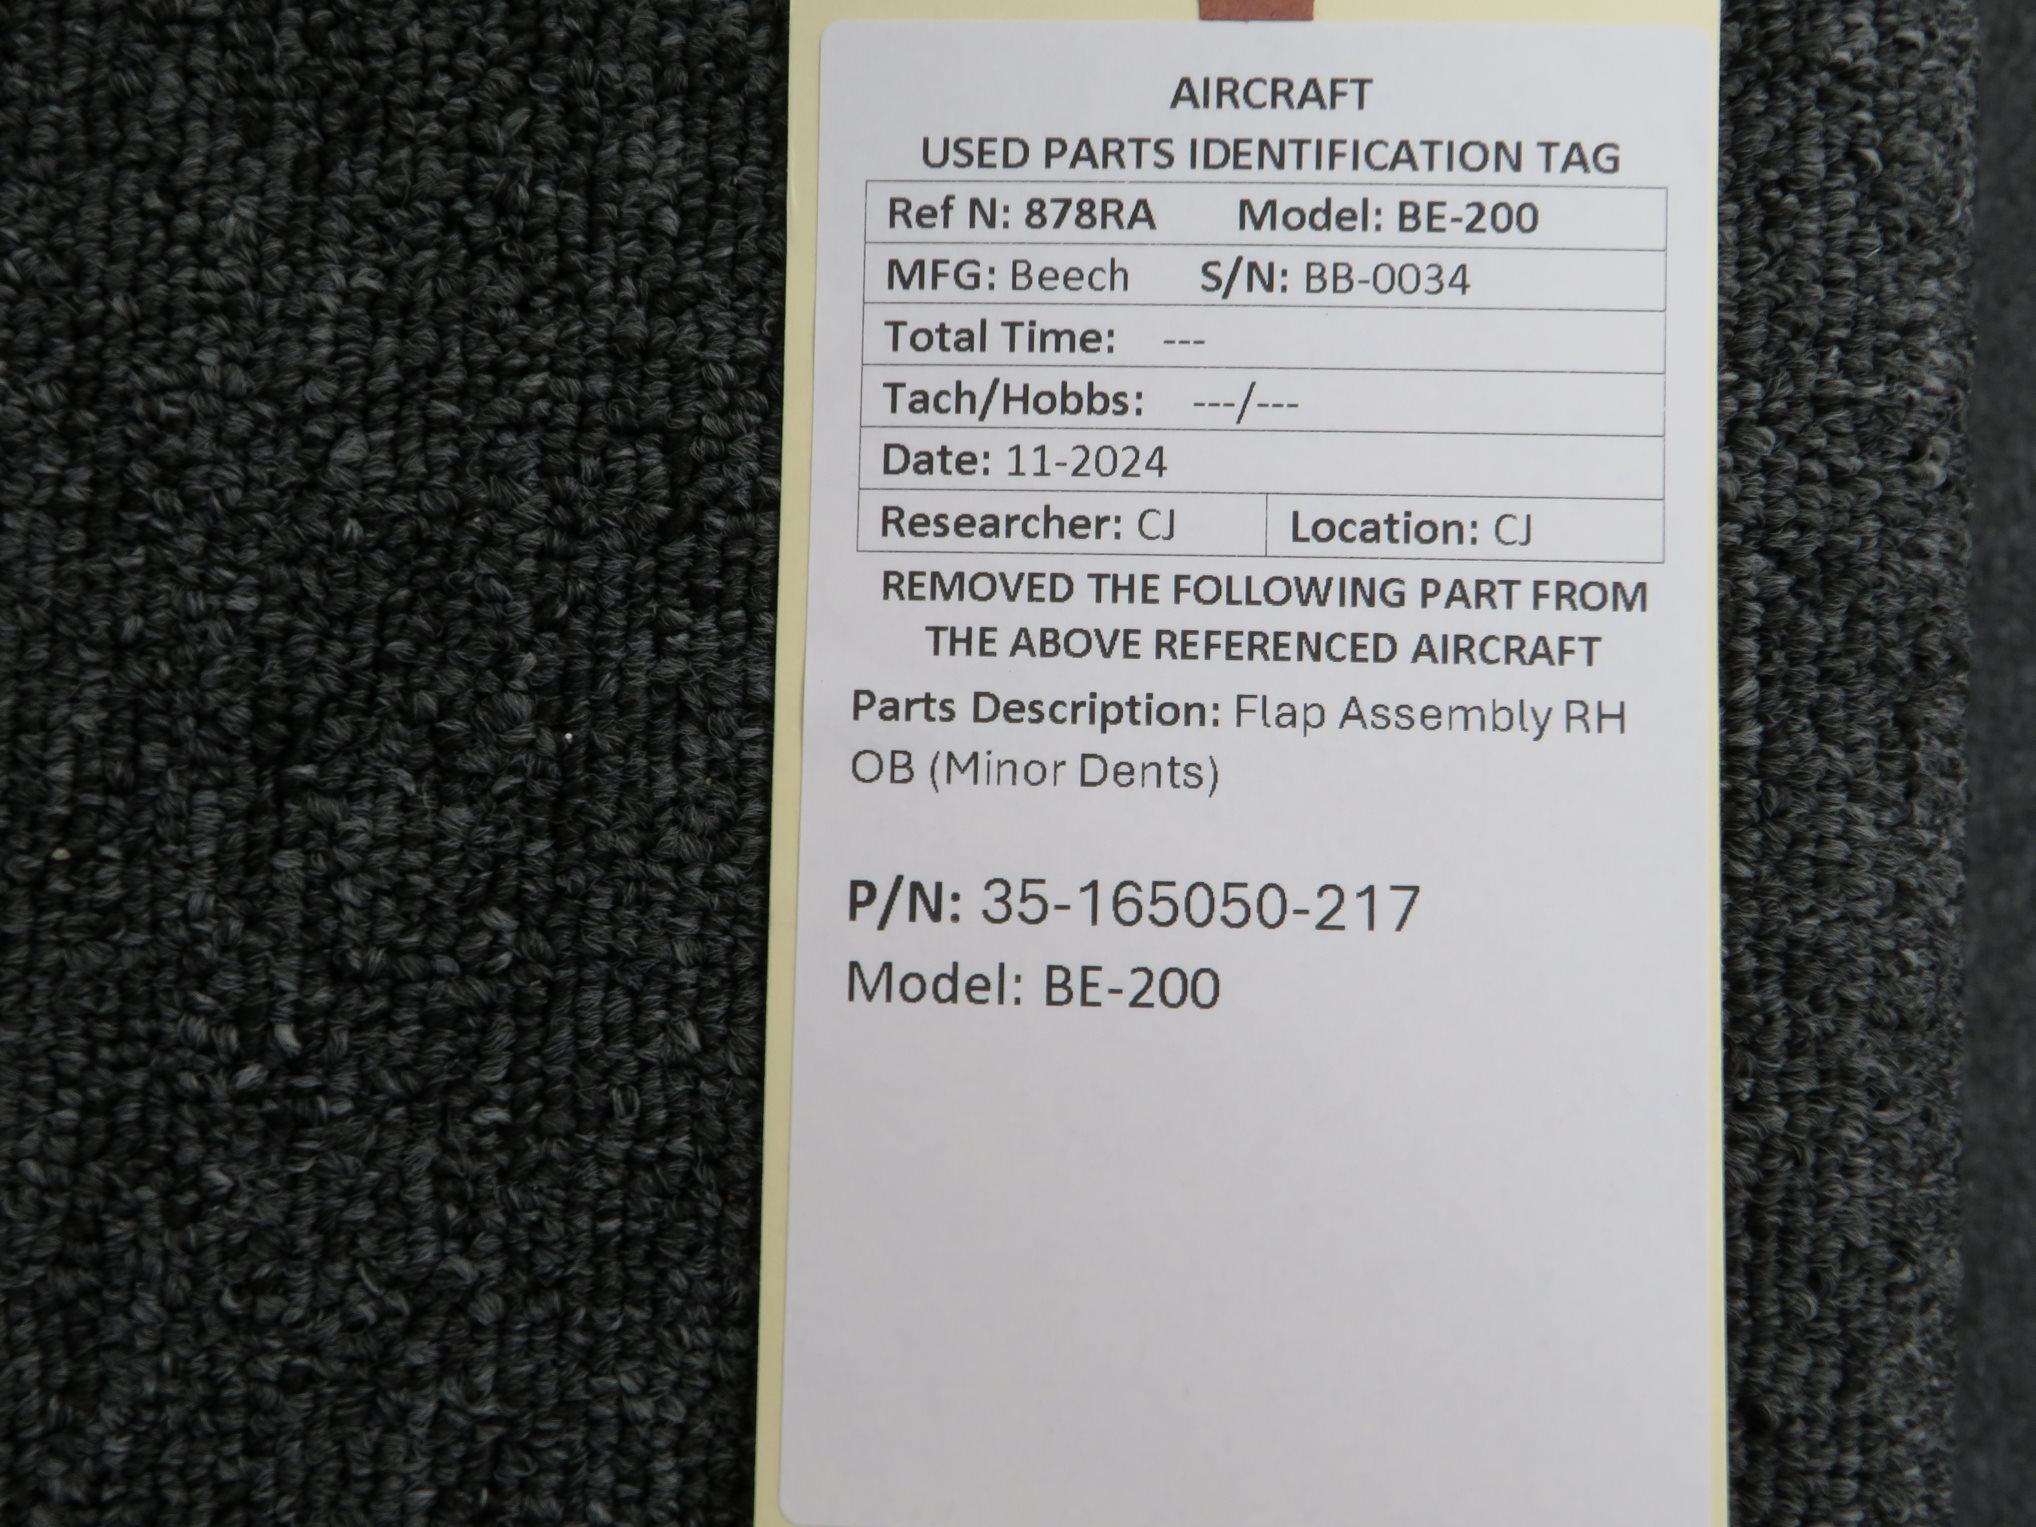 AIRCRAFT
USED PARTS IDENTIFICATION TAG
Ref N: 878RA Model: BE-200
MFG: Beech S/N: BB-0034
Total Time: ---
Tach/Hobbs: ---/---
Date: 11-2024
Researcher: CJ Location: CJ
REMOVED THE FOLLOWING PART FROM
THE ABOVE REFERENCED AIRCRAFT
Parts Description: Flap Assembly RH
OB (Minor Dents)
P/N: 35-165050-217
Model: BE-200